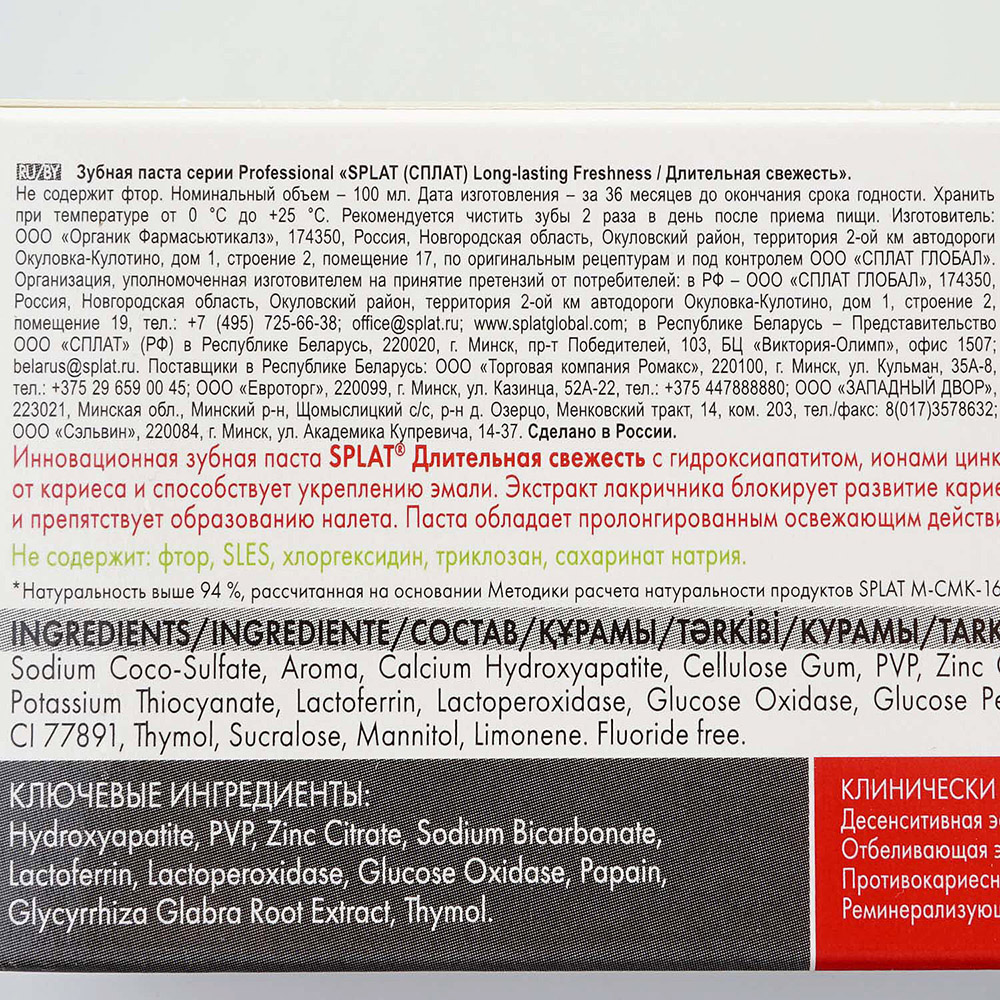 RU/BY Зубная паста серии Professional «SPLAT (СПЛАТ) Long-lasting Freshness / Длительная свежесть».
Не содержит фтор. Номинальный объем – 100 мл. Дата изготовления – за 36 месяцев до окончания срока годности. Хранить
при температуре от 0 °C до +25 °C. Рекомендуется чистить зубы 2 раза в день после приема пищи. Изготовитель:
ООО «Органик Фармасьютикалз», 174350, Россия, Новгородская область, Окуловский район, территория 2-ой км автодороги
Окуловка-Кулотино, дом 1, строение 2, помещение 17, по оригинальным рецептурам и под контролем ООО «СПЛАТ ГЛОБАЛ».
Организация, уполномоченная изготовителем на принятие претензий от потребителей: в РФ – ООО «СПЛАТ ГЛОБАЛ», 174350,
Россия, Новгородская область, Окуловский район, территория 2-ой км автодороги Окуловка-Кулотино, дом 1, строение 2,
помещение 19, тел.: +7 (495) 725-66-38; office@splat.ru; www.splatglobal.com; в Республике Беларусь – Представительство
ООО «СПЛАТ» (РФ) в Республике Беларусь, 220020, г. Минск, пр-т Победителей, 103, БЦ «Виктория-Олимп», офис 1507;
belarus@splat.ru. Поставщики в Республике Беларусь: ООО «Торговая компания Ромакс», 220100, г. Минск, ул. Кульман, 35А-8,
тел.: +375 29 659 00 45; ООО «Евроторг», 220099, г. Минск, ул. Казинца, 52А-22, тел.: +375 447888880; ООО «ЗАПАДНЫЙ ДВОР»,
223021, Минская обл., Минский р-н, Щомыслицкий с/с, р-н д. Озерцо, Менковский тракт, 14, ком. 203, тел./факс: 8(017)3578632;
ООО «Сэльвин», 220084, г. Минск, ул. Академика Купревича, 14-37. Сделано в России.
Инновационная зубная паста SPLAT® Длительная свежесть с гидроксиапатитом, ионами цинк
от кариеса и способствует укреплению эмали. Экстракт лакричника блокирует развитие карие
и препятствует образованию налета. Паста обладает пролонгированным освежающим действи
Не содержит: фтор, SLES, хлоргексидин, триклозан, сахаринат натрия.
*Натуральность выше 94 %, рассчитанная на основании Методики расчета натуральности продуктов SPLAT М-СМК-16
INGREDIENTS/INGREDIENTE/СОСТАВ/ҚҰРАМЫ/TƏRKİBİ/КУРАМЫ/TARK
Sodium Coco-Sulfate, Aroma, Calcium Hydroxyapatite, Cellulose Gum, PVP, Zinc C
Potassium Thiocyanate, Lactoferrin, Lactoperoxidase, Glucose Oxidase, Glucose Pe
CI 77891, Thymol, Sucralose, Mannitol, Limonene. Fluoride free.
КЛЮЧЕВЫЕ ИНГРЕДИЕНТЫ:
Hydroxyapatite, PVP, Zinc Citrate, Sodium Bicarbonate,
Lactoferrin, Lactoperoxidase, Glucose Oxidase, Papain,
Glycyrrhiza Glabra Root Extract, Thymol.
КЛИНИЧЕСКИ
Десенситивная э
Отбеливающая э
Противокариесн
Реминерализующ